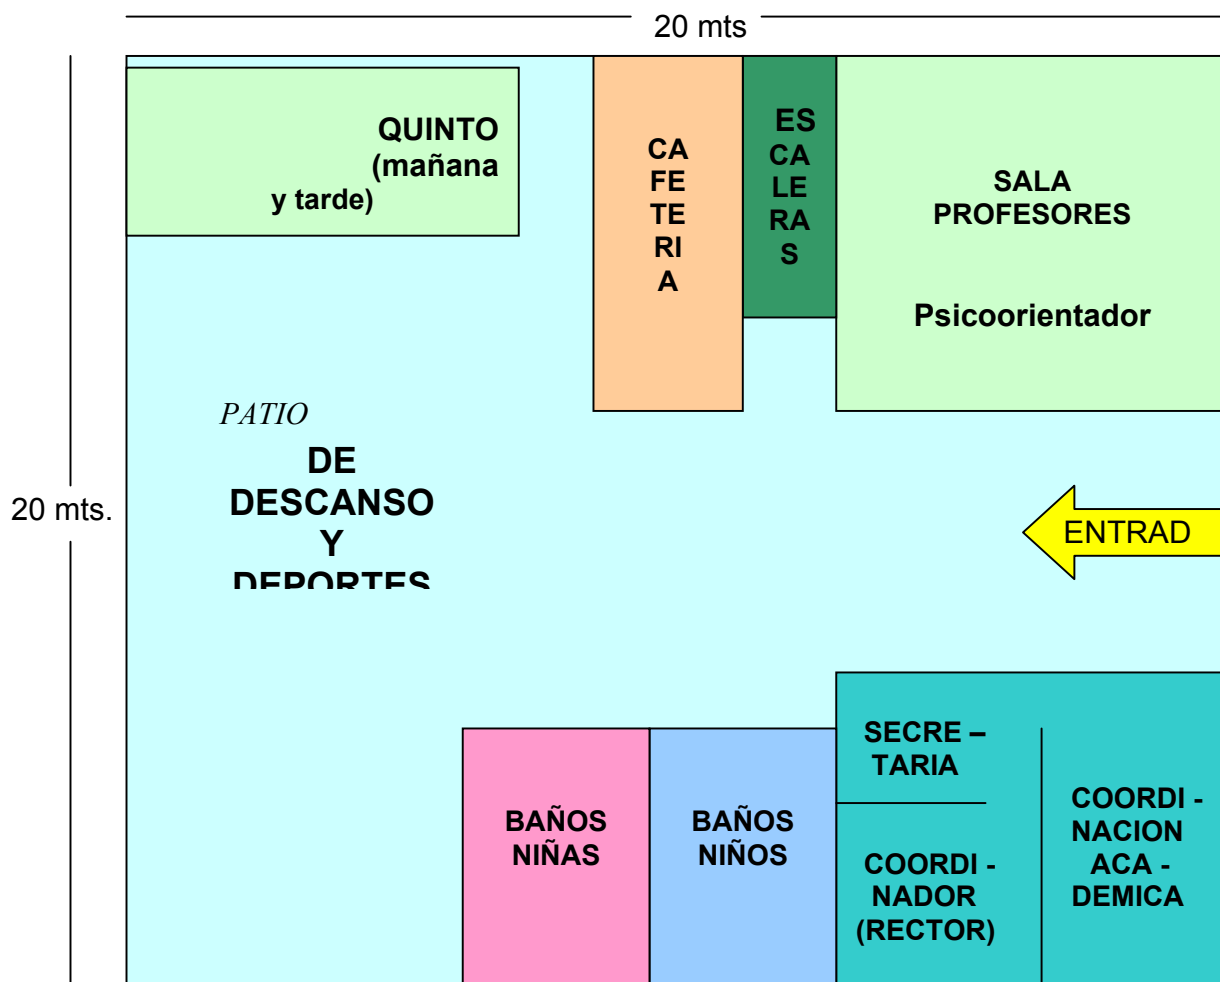 20 mts
QUINTO
(mañana
y tarde)
CA
FE
TE
RI
A
ES
CA
LE
RA
S
SALA
PROFESORES
Psicoorientador
PATIO
DE
DESCANSO
Y
DEPORTES
20 mts.
ENTRAD
SECRE –
TARIA
BAÑOS
NIÑAS
BAÑOS
NIÑOS
COORDI -
NADOR
(RECTOR)
COORDI -
NACION
ACA -
DEMICA